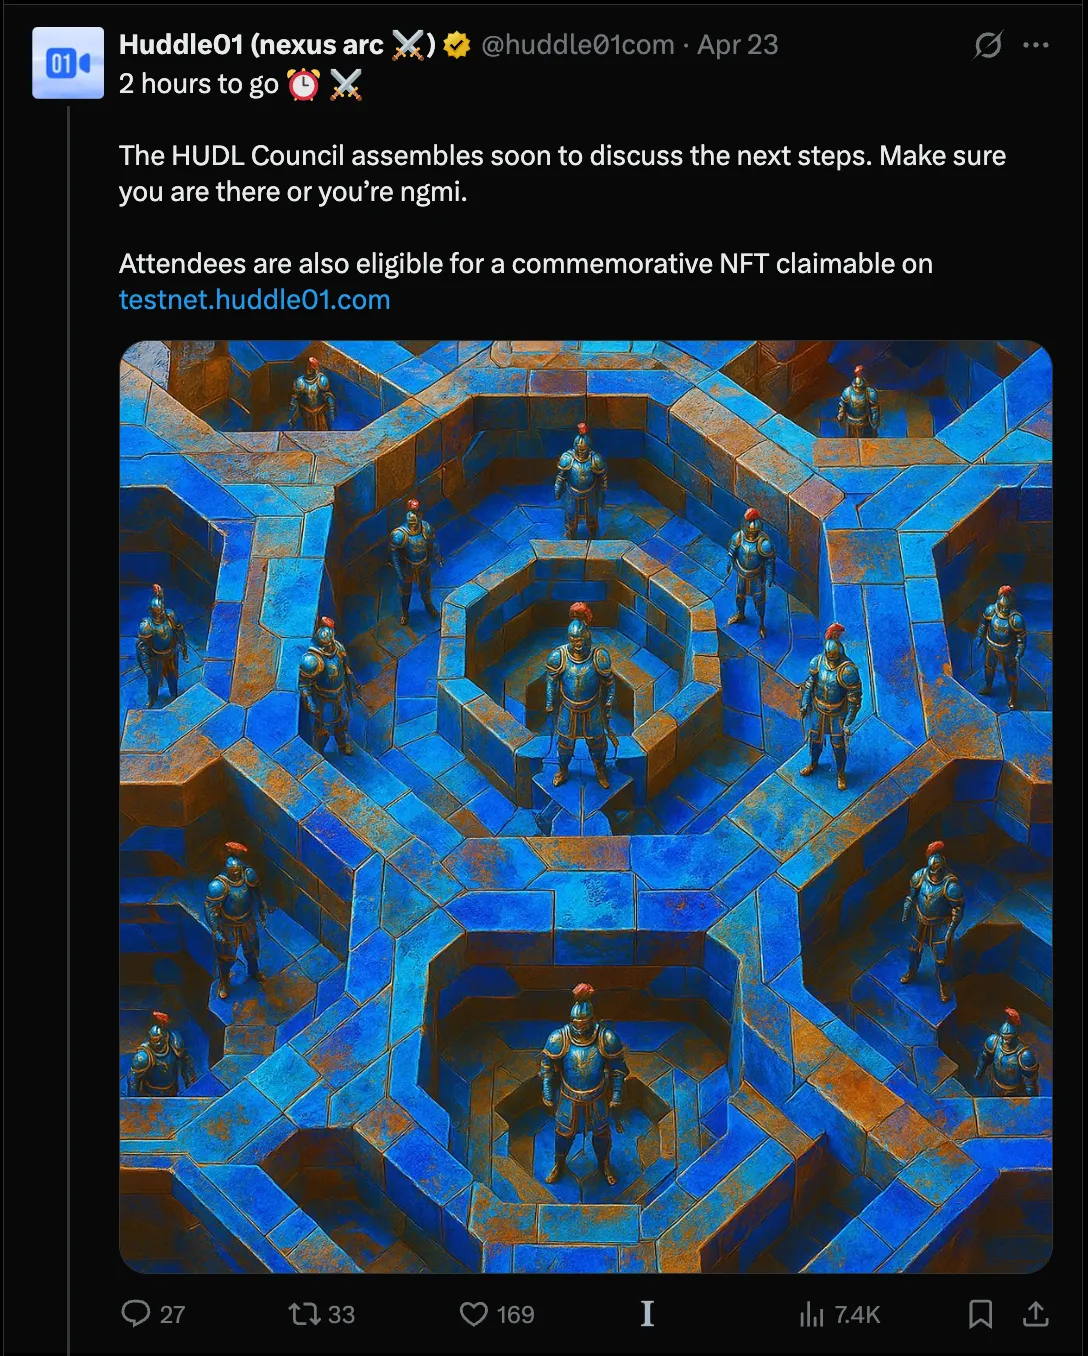 01
Huddle01 (nexus arc ⚔️) @huddle01com · Apr 23
2 hours to go ⏰ ⚔️
The HUDL Council assembles soon to discuss the next steps. Make sure
you are there or you’re ngmi.
Attendees are also eligible for a commemorative NFT claimable on
testnet.huddle01.com
27 33 169 I 7.4K